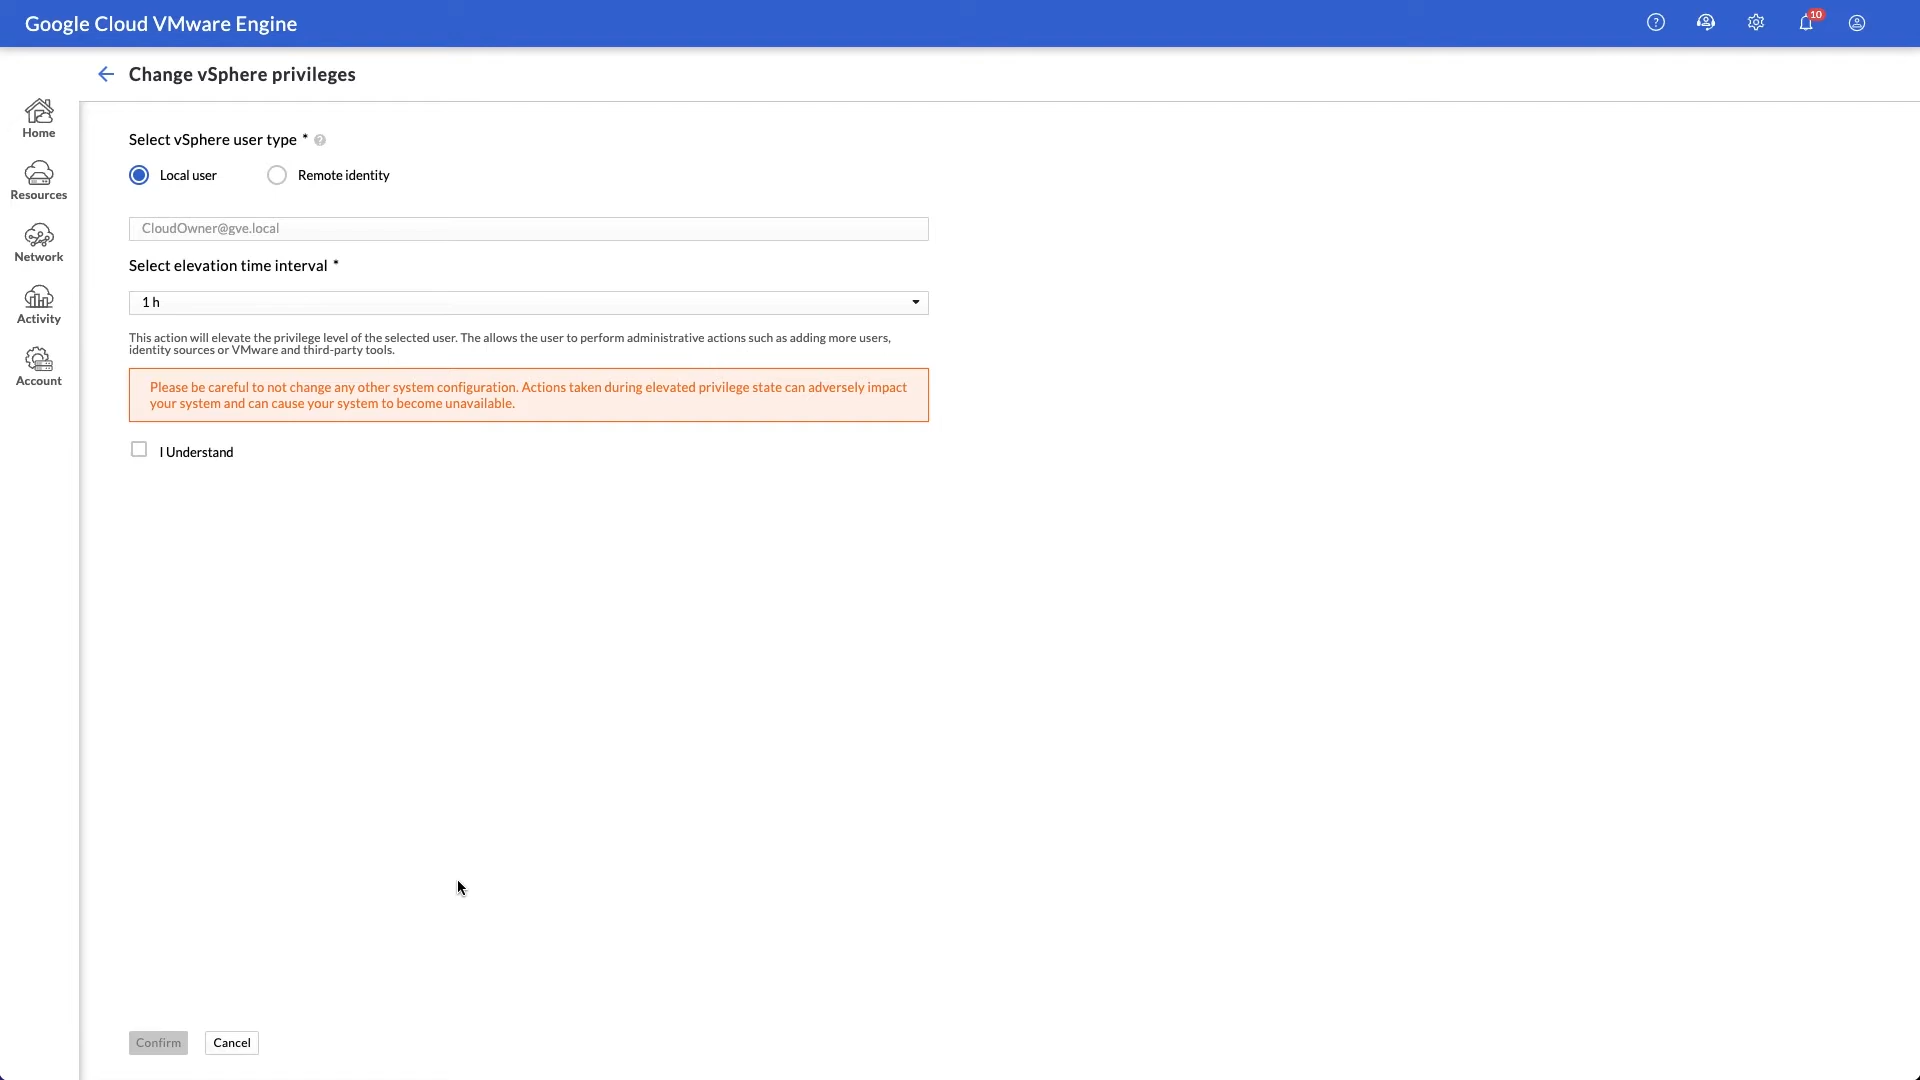 Google Cloud VMware Engine
10
Change vSphere privileges
Home
Resources
Network
Activity
Account
Select vSphere user type *
Local user
Remote identity
CloudOwner@gve.local
Select elevation time interval *
1 h
This action will elevate the privilege level of the selected user. The allows the user to perform administrative actions such as adding more users,
identity sources or VMware and third-party tools.
Please be careful to not change any other system configuration. Actions taken during elevated privilege state can adversely impact
your system and can cause your system to become unavailable.
I Understand
Confirm
Cancel